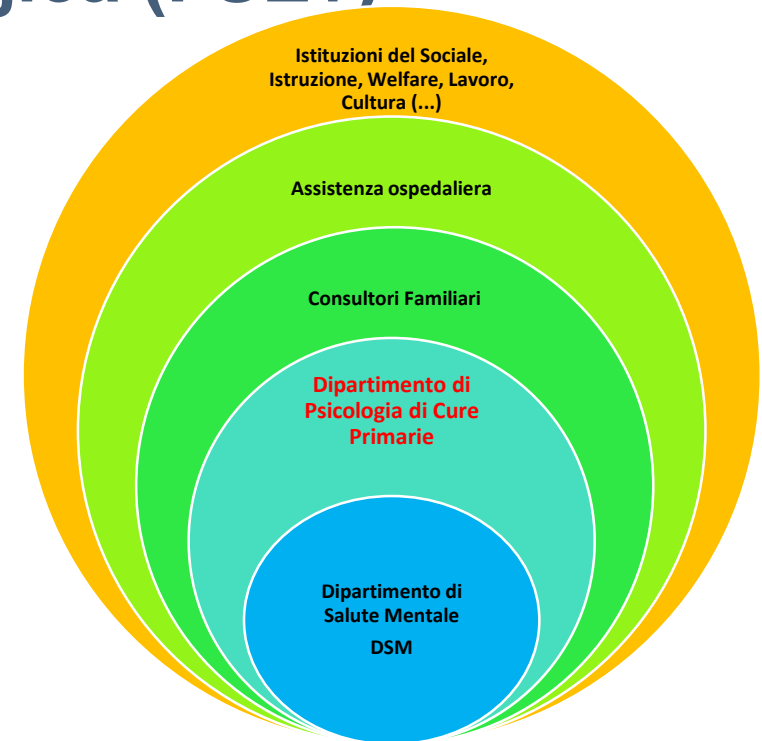 Istituzioni del Sociale,
Istruzione, Welfare, Lavoro,
Cultura (...)
Assistenza ospedaliera
Consultori Familiari
Dipartimento di
Psicologia di Cure
Primarie
Dipartimento di
Salute Mentale
DSM